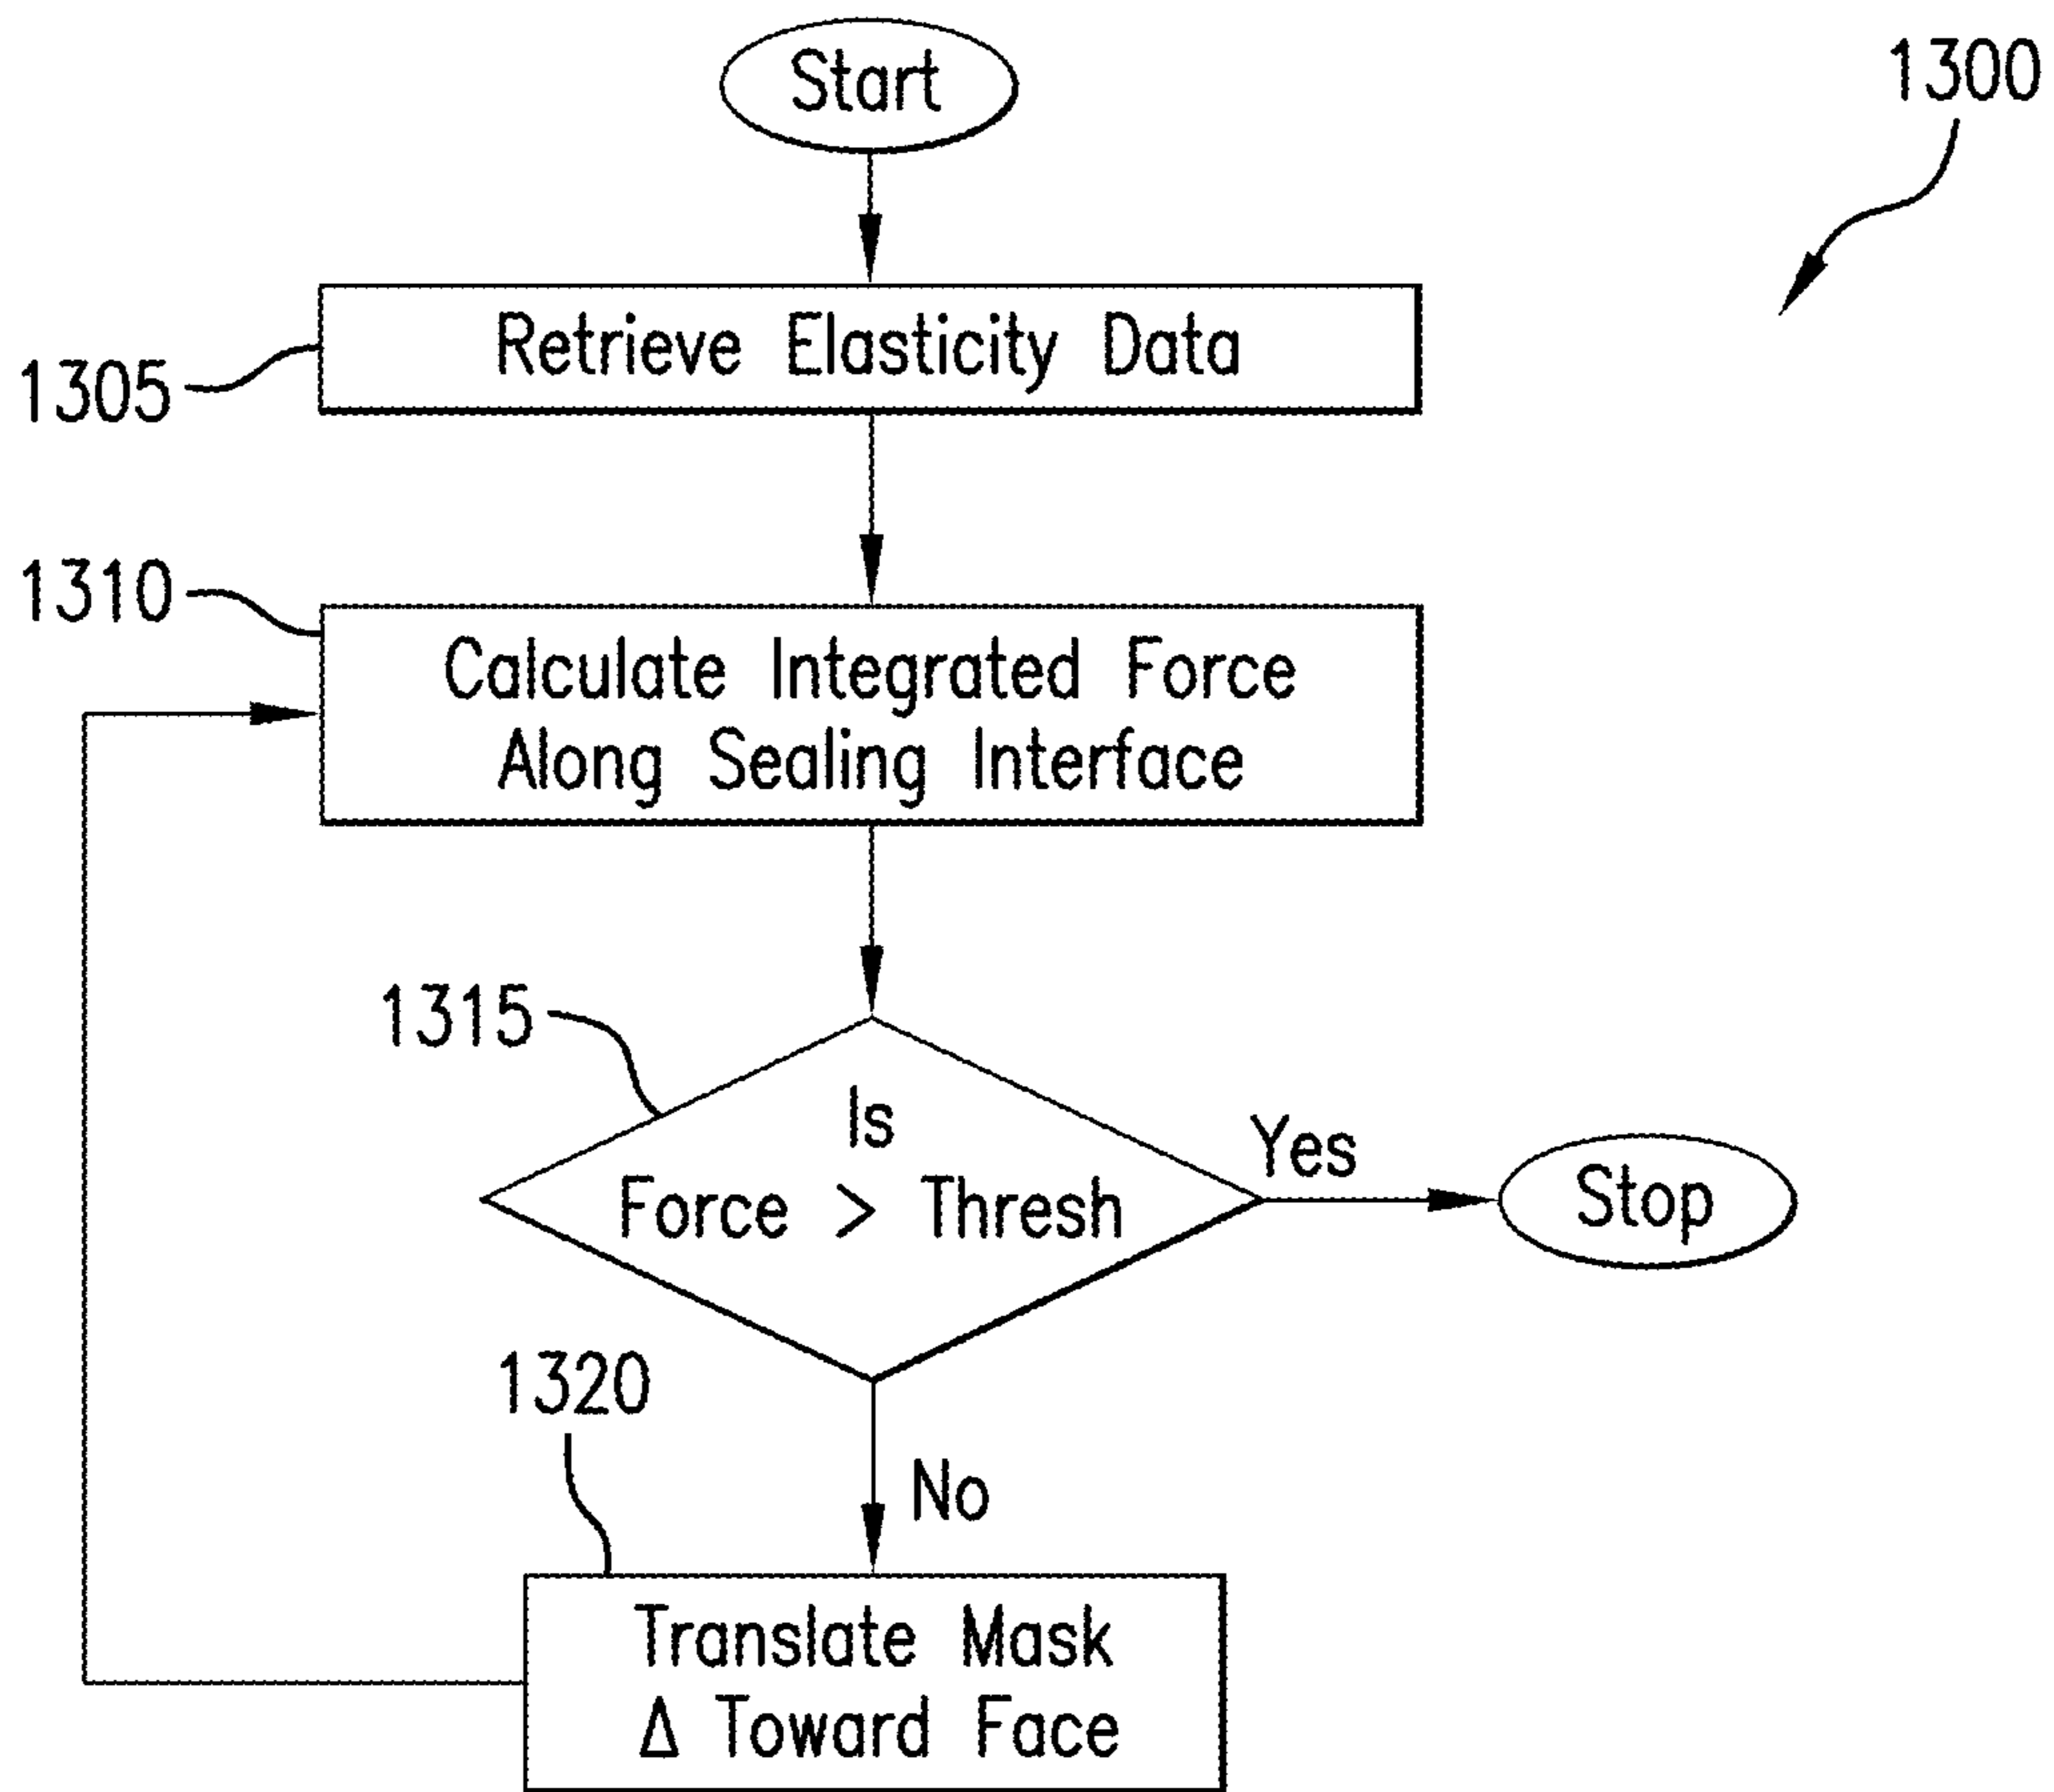 Start
1300
Retrieve Elasticity Data
1305
1310
Calculate Integrated Force
Along Sealing Interface
1315
Is
Force > Thresh
Yes
Stop
1320
No
Translate Mask
Δ Toward Face